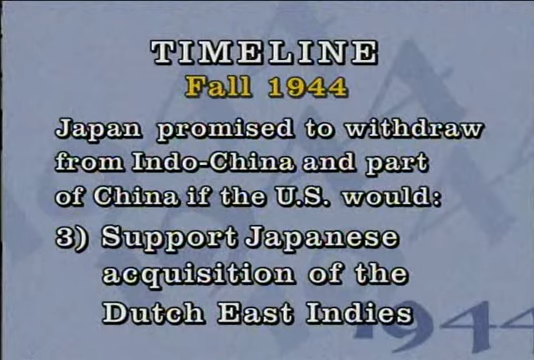 TIMELINE
Fall 1944
Japan promised to withdraw
from Indo-China and part
of China if the U.S. would:
3) Support Japanese
acquisition of the
Dutch East Indies
1944